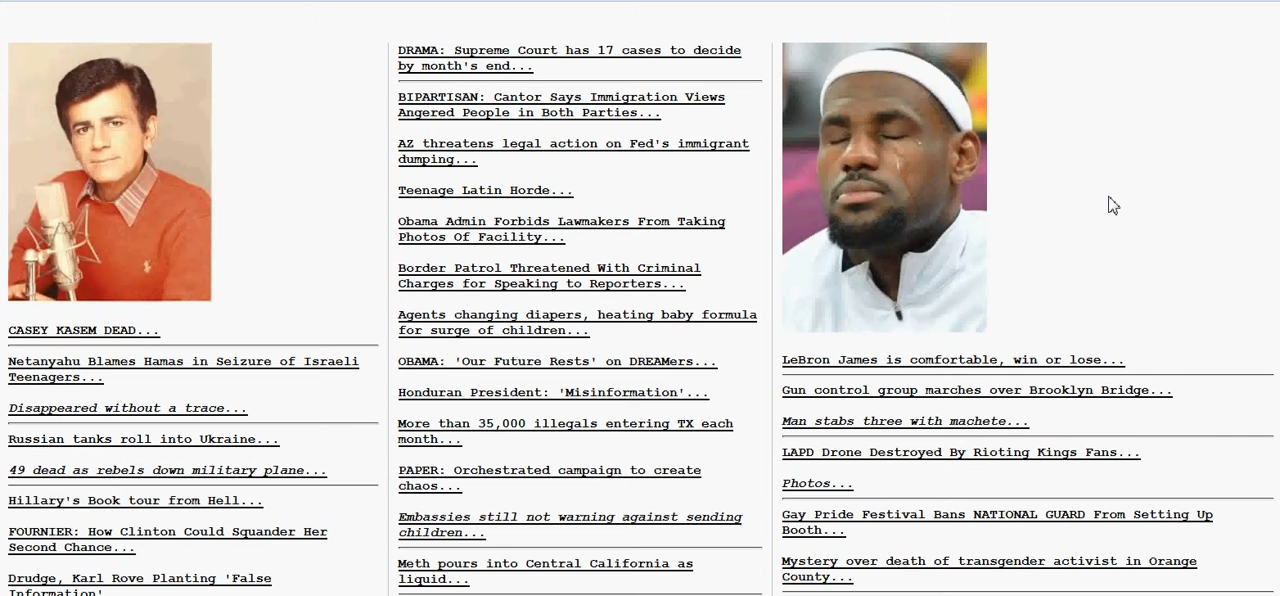 CASEY KASEM DEAD...
Netanyahu Blames Hamas in Seizure of Israeli
Teenagers...
Disappeared without a trace...
Russian tanks roll into Ukraine...
49 dead as rebels down military plane...
Hillary's Book tour from Hell...
FOURNIER: How Clinton Could Squander Her
Second Chance...
Drudge, Karl Rove Planting 'False
Information'
DRAMA: Supreme Court has 17 cases to decide
by month's end...
BIPARTISAN: Cantor Says Immigration Views
Angered People in Both Parties...
AZ threatens legal action on Fed's immigrant
dumping...
Teenage Latin Horde...
Obama Admin Forbids Lawmakers From Taking
Photos Of Facility...
Border Patrol Threatened With Criminal
Charges for Speaking to Reporters...
Agents changing diapers, heating baby formula
for surge of children...
OBAMA: 'Our Future Rests' on DREAMers...
Honduran President: 'Misinformation'...
More than 35,000 illegals entering TX each
month...
PAPER: Orchestrated campaign to create
chaos...
Embassies still not warning against sending
children...
Meth pours into Central California as
liquid...
LeBron James is comfortable, win or lose...
Gun control group marches over Brooklyn Bridge...
Man stabs three with machete...
LAPD Drone Destroyed By Rioting Kings Fans...
Photos...
Gay Pride Festival Bans NATIONAL GUARD From Setting Up
Booth...
Mystery over death of transgender activist in Orange
County...